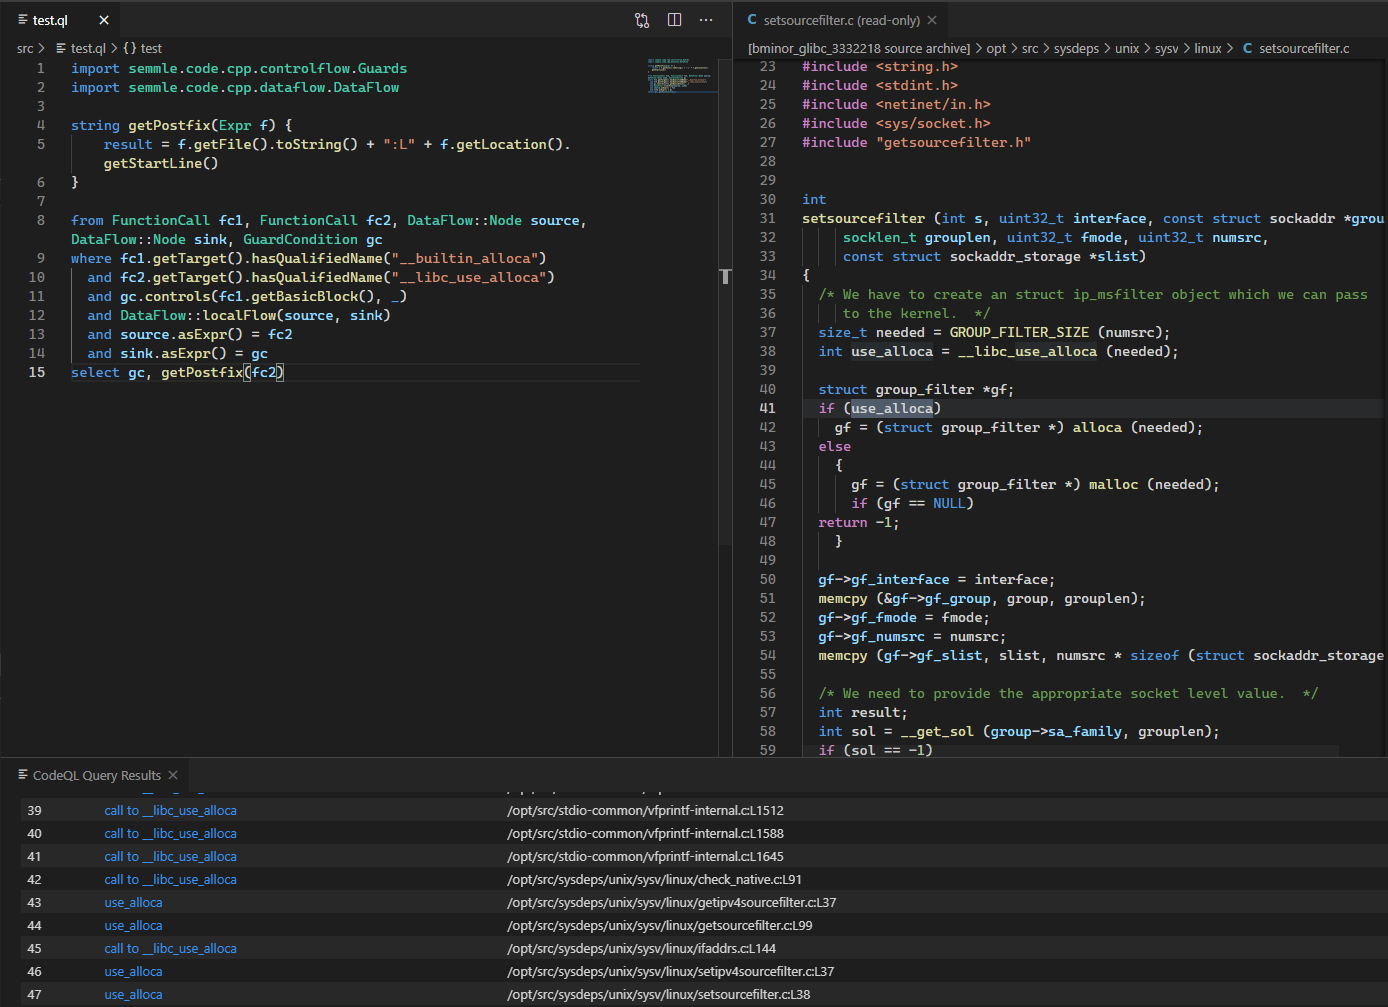 test.ql
src > test.ql > {} test
1 import semmle.code.cpp.controlflow.Guards
2 import semmle.code.cpp.dataflow.DataFlow
3
4 string getPostfix(Expr f) {
5 result = f.getFile().toString() + ":L" + f.getLocation().
getStartLine()
6 }
7
8 from FunctionCall fc1, FunctionCall fc2, DataFlow::Node source,
DataFlow::Node sink, GuardCondition gc
9 where fc1.getTarget().hasQualifiedName("__builtin_alloca")
10 and fc2.getTarget().hasQualifiedName("__libc_use_alloca")
11 and gc.controls(fc1.getBasicBlock(), _)
12 and DataFlow::localFlow(source, sink)
13 and source.asExpr() = fc2
14 and sink.asExpr() = gc
15 select gc, getPostfix(fc2)
C setsourcefilter.c (read-only)
[bminor_glibc_3332218 source archive] > opt > src > sysdeps > unix > sysv > linux > C setsourcefilter.c
23 #include <string.h>
24 #include <stdint.h>
25 #include <netinet/in.h>
26 #include <sys/socket.h>
27 #include "getsourcefilter.h"
28
29
30 int
31 setsourcefilter (int s, uint32_t interface, const struct sockaddr *grou
32 socklen_t grouplen, uint32_t fmode, uint32_t numsrc,
33 const struct sockaddr_storage *slist)
34 {
35 /* We have to create an struct ip_msfilter object which we can pass
36 to the kernel. */
37 size_t needed = GROUP_FILTER_SIZE (numsrc);
38 int use_alloca = __libc_use_alloca (needed);
39
40 struct group_filter *gf;
41 if (use_alloca)
42 gf = (struct group_filter *) alloca (needed);
43 else
44 {
45 gf = (struct group_filter *) malloc (needed);
46 if (gf == NULL)
47 return -1;
48 }
49
50 gf->gf_interface = interface;
51 memcpy (&gf->gf_group, group, grouplen);
52 gf->gf_fmode = fmode;
53 gf->gf_numsrc = numsrc;
54 memcpy (gf->gf_slist, slist, numsrc * sizeof (struct sockaddr_storage
55
56 /* We need to provide the appropriate socket level value. */
57 int result;
58 int sol = __get_sol (group->sa_family, grouplen);
59 if (sol == -1)
CodeQL Query Results
39 call to __libc_use_alloca /opt/src/stdio-common/vfprintf-internal.c:L1512
40 call to __libc_use_alloca /opt/src/stdio-common/vfprintf-internal.c:L1588
41 call to __libc_use_alloca /opt/src/stdio-common/vfprintf-internal.c:L1645
42 call to __libc_use_alloca /opt/src/sysdeps/unix/sysv/linux/check_native.c:L91
43 use_alloca /opt/src/sysdeps/unix/sysv/linux/getipv4sourcefilter.c:L37
44 use_alloca /opt/src/sysdeps/unix/sysv/linux/getsourcefilter.c:L99
45 call to __libc_use_alloca /opt/src/sysdeps/unix/sysv/linux/ifaddrs.c:L144
46 use_alloca /opt/src/sysdeps/unix/sysv/linux/setipv4sourcefilter.c:L37
47 use_alloca /opt/src/sysdeps/unix/sysv/linux/setsourcefilter.c:L38